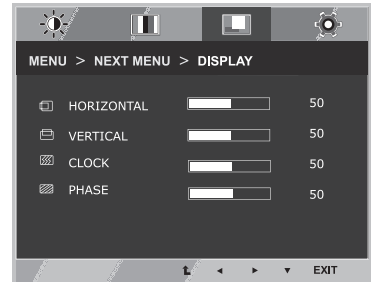 MENU > NEXT MENU > DISPLAY
HORIZONTAL 50
VERTICAL 50
CLOCK 50
PHASE 50
EXIT